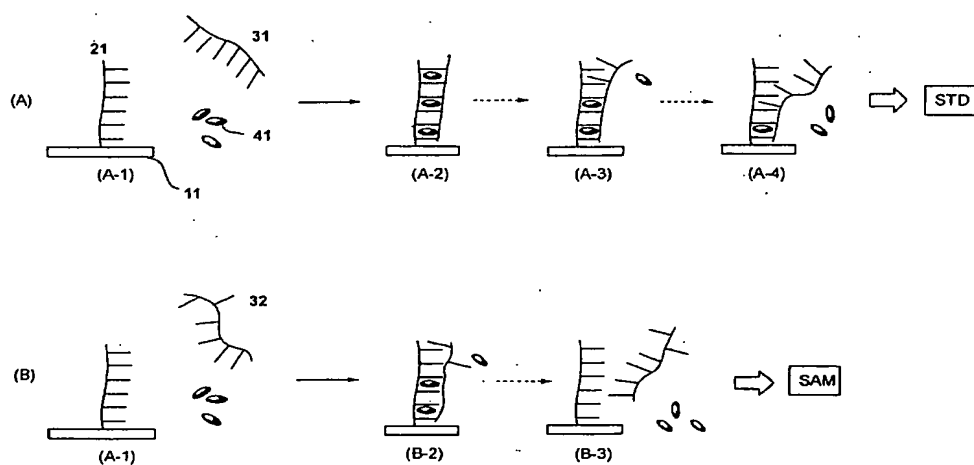 21
31
(A)
41
STD
(A-1)
11
(A-2)
(A-3)
(A-4)
32
(B)
SAM
(A-1)
(B-2)
(B-3)